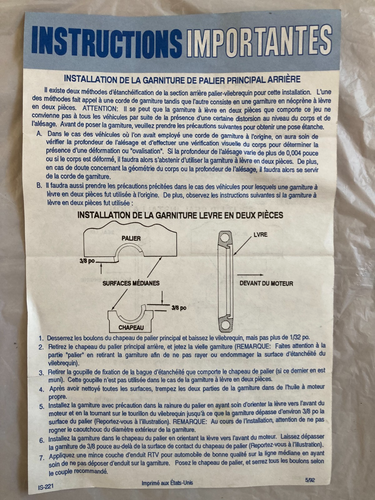 INSTRUCTIONS IMPORTANTES
INSTALLATION DE LA GARNITURE DE PALIER PRINCIPAL ARRIÈRE
Il existe deux méthodes d'étanchéification de la section arrière palier-vilebrequin pour cette installation. L'une
des méthodes fait appel à une corde de garniture tandis que l'autre consiste en une garniture en néoprène à lèvre
en deux pièces. ATTENTION: Il se peut que la garniture à lèvre en deux pièces que comporte ce jeu ne
convienne pas à tous les véhicules par suite de la présence d'une certaine distortion au niveau du corps et de
l'alésage. Avant de poser la garniture, veuillez prendre les précautions suivantes pour obtenir une pose étanche.
A. Dans le cas des véhicules où l'on avait employé une corde de garniture à l'origine, on aura soin de
vérifier la profondeur de l'alésage et d'effectuer une vérification visuelle du corps pour déterminer la
présence d'une déformation ou "ovalisation". Si la profondeur de l'alésage varie de plus de 0,004 pouce
ou si le corps est déformé, il faudra alors s'abstenir d'utiliser la garniture à lèvre en deux pièces. De plus,
en cas de doute concernant la géométrie du corps ou la profondeur de l'alésage, il faudra alors se servir
de la corde de garniture.
B. Il faudra aussi prendre les précautions précitées dans le cas des véhicules pour lesquels une garniture à
lèvre en deux pièces fut utilisée à l'origine. De plus, observez les instructions suivantes si la garniture à
lèvre en deux pièces fut utilisée :
INSTALLATION DE LA GARNITURE LEVRE EN DEUX PIÈCES
PALIER
LVRE
3/8 po
SURFACES MÉDIANES
3/8 po
DEVANT DU MOTEUR
CHAPEAU
1. Desserrez les boulons du chapeau de palier principal et baissez le vilebrequin, mais pas plus de 1/32 po.
2. Retirez le chapeau du palier principal arrière, et jetez la vielle garniture (REMARQUE: Faites attention à la
partie "palier" en retirant la garniture afin de ne pas rayer ou endommager la surface d'étanchéité du
vilebrequin).
3. Retirer la goupille de fixation de la bague d'étanchéité que comporte le chapeau de palier (si ce dernier en est
muni). Cette goupille n'est pas utilisée dans le cas de la garniture à lèvre en deux pièces.
4. Après avoir nettoyé toutes les surfaces, trempez les deux parties de la garniture dans de l'huile à moteur
propre.
5. Installez la garniture avec précaution dans la rainure du palier en ayant soin d'orienter la lèvre vers l'avant du
moteur et en la tournant sur le tourillon du vilebrequin jusqu'à ce que la garniture dépasse d'environ 3/8 po la
surface du palier (Reportez-vous à l'illustration). REMARQUE: Au cours de l'installation, attention de ne pas
rogner le caoutchouc du diamètre exterieur de la garniture.
6. Installez la garniture dans le chapeau du palier en orientant la lèvre vers l'avant du moteur. Laissez dépasser
la garniture de 3/8 pouce au-delà de la surface de contact du chapeau de palier (Reportez-vous à l'illustration).
7. Appliquez une mince couche d'enduit RTV pour automobile de bonne qualité sur la ligne médiane en ayant
soin de ne pas déposer d'enduit sur la garniture. Posez le chapeau de palier, et serrez tous les boulons selon
le couple recommandé.
IS-221 Imprimé aux États-Unis 5/92